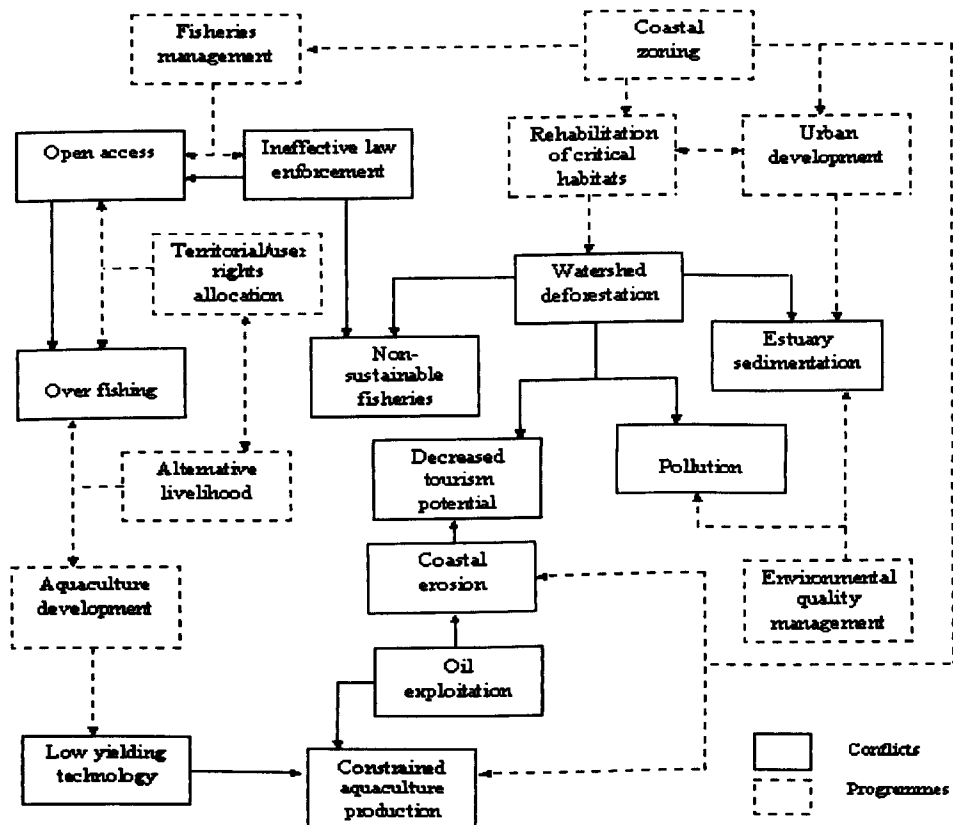 Fisheries
management
Coastal
zoning
Open access
Ineffective law
enforcement
Rehabilitation
of critical
habitats
Urban
development
Territorial/user
rights
allocation
Watershed
deforestation
Over fishing
Non-
sustainable
fisheries
Estuary
sedimentation
Alternative
livelihood
Decreased
tourism
potential
Pollution
Aquaculture
development
Coastal
erosion
Environmental
quality
management
Oil
exploitation
Low yielding
technology
Constrained
aquaculture
production
Conflicts
Programmes